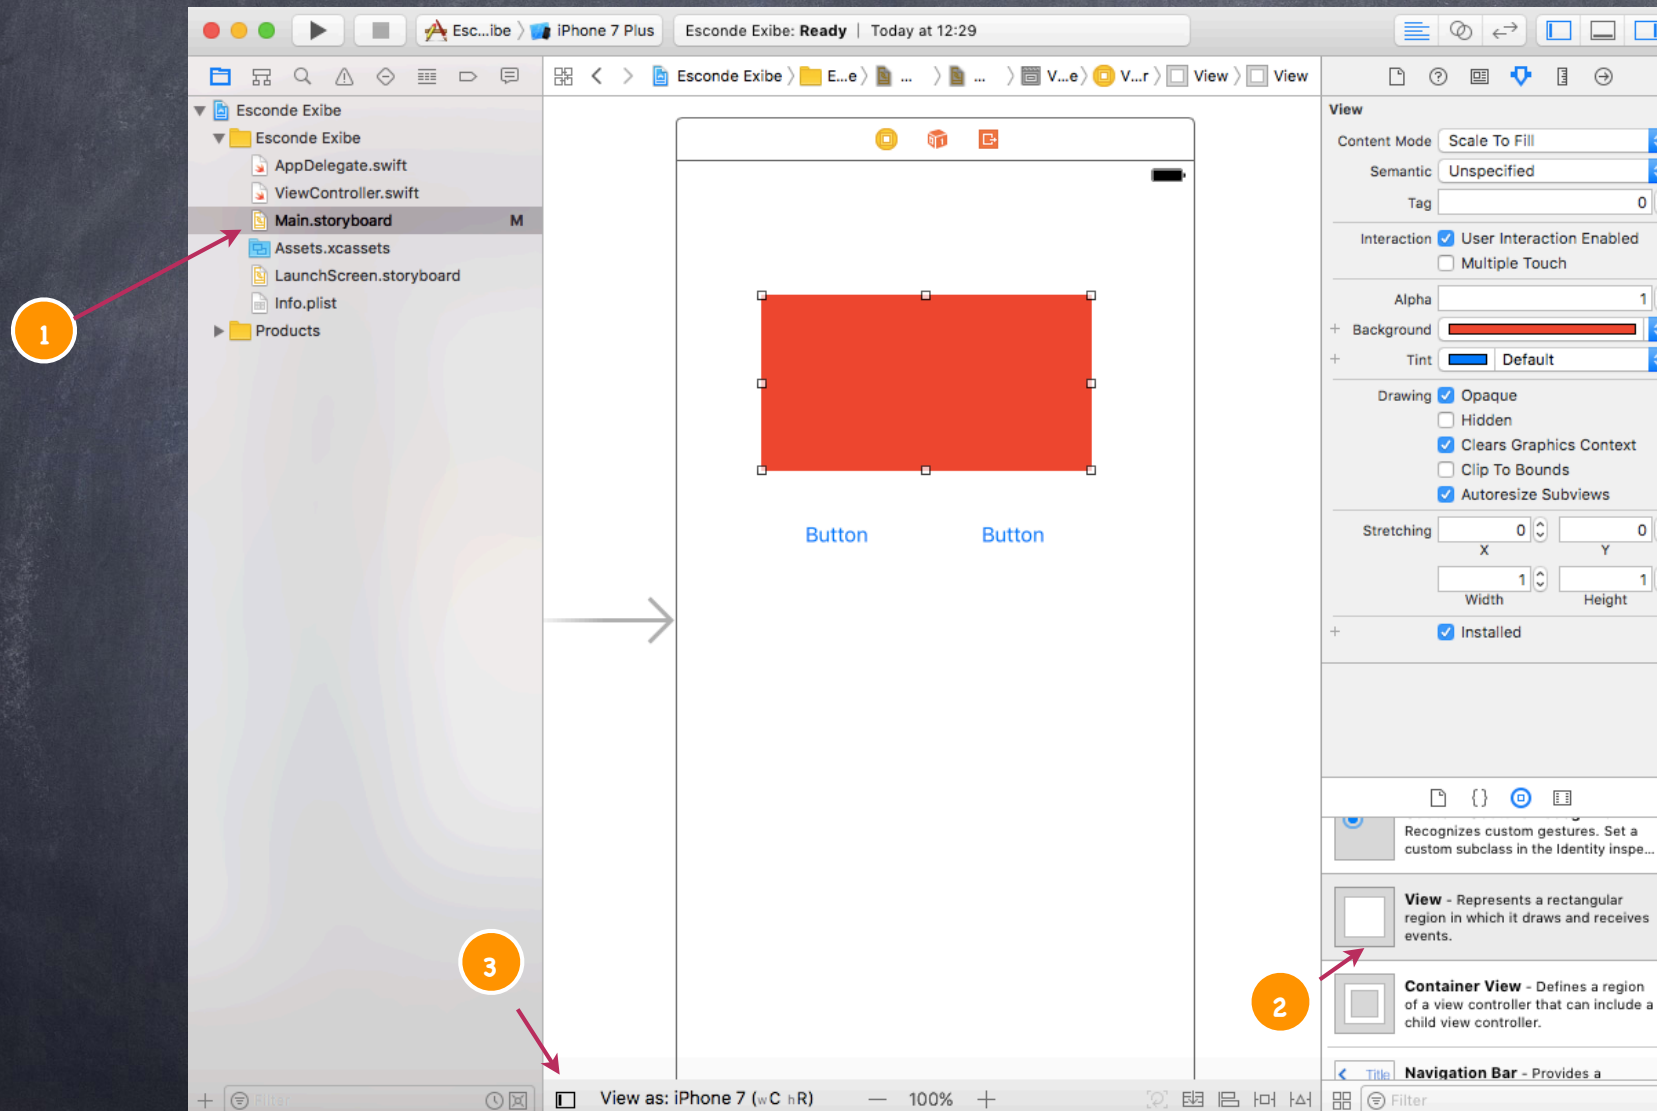 Esc...ibe
iPhone 7 Plus
Esconde Exibe: Ready | Today at 12:29
Esconde Exibe
E...e
...
...
V...e
V...r
View
View
Esconde Exibe
Esconde Exibe
AppDelegate.swift
ViewController.swift
Main.storyboard M
Assets.xcassets
LaunchScreen.storyboard
Info.plist
Products
1
Button Button
3
2
View
Content Mode Scale To Fill
Semantic Unspecified
Tag 0
Interaction User Interaction Enabled
Multiple Touch
Alpha 1
Background
Tint Default
Drawing Opaque
Hidden
Clears Graphics Context
Clip To Bounds
Autoresize Subviews
Stretching 0 0
X Y
1 1
Width Height
Installed
{}
Recognizes custom gestures. Set a
custom subclass in the Identity inspe...
View - Represents a rectangular
region in which it draws and receives
events.
Container View - Defines a region
of a view controller that can include a
child view controller.
Title Navigation Bar - Provides a
Filter
View as: iPhone 7 (wC hR) — 100% +
Filter